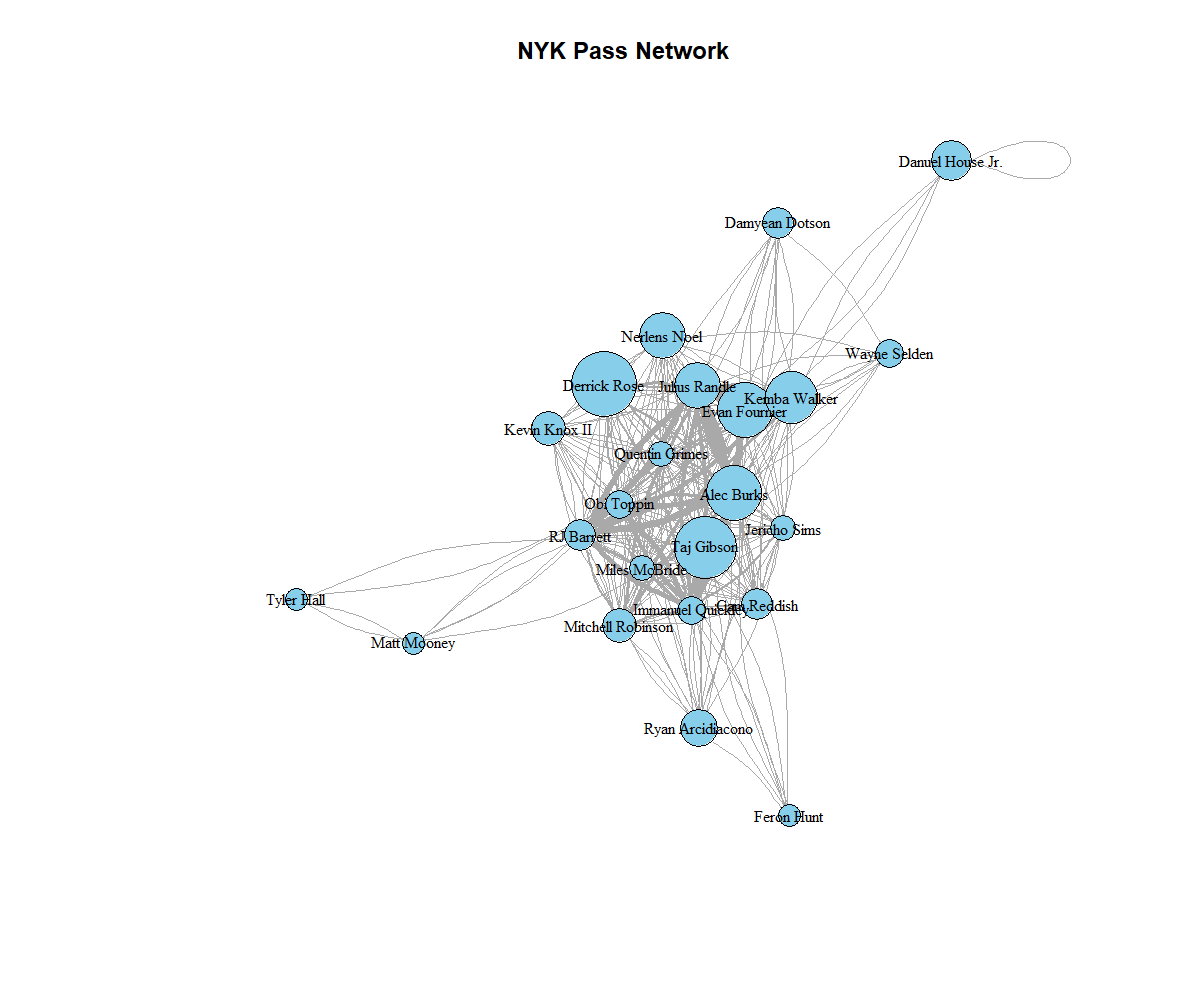 NYK Pass Network
Danuel House Jr.
Damyean Dotson
Nerlens Noel
Wayne Selden
Derrick Rose
Julius Randle
Kemba Walker
Evan Fournier
Kevin Knox II
Quentin Grimes
Alec Burks
Obi Toppin
Jericho Sims
RJ Barrett
Taj Gibson
Miles McBride
Tyler Hall
Immanuel Quickley
Cam Reddish
Mitchell Robinson
Matt Mooney
Ryan Arcidiacono
Feron Hunt